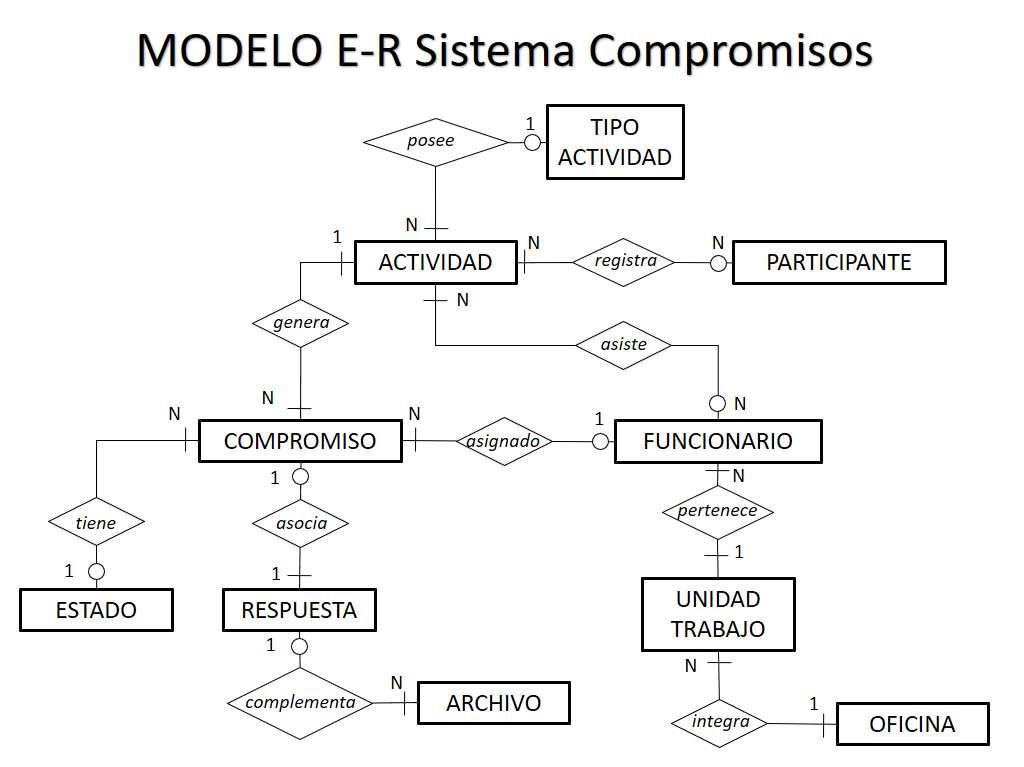 MODELO E-R Sistema Compromisos
posee
1
TIPO
ACTIVIDAD
N
1
ACTIVIDAD
N
registra
N
PARTICIPANTE
N
genera
asiste
N
N
N
COMPROMISO
N
asignado
1
FUNCIONARIO
1
N
tiene
asocia
pertenece
1
1
1
ESTADO
RESPUESTA
UNIDAD
TRABAJO
1
N
complementa
N
ARCHIVO
integra
1
OFICINA